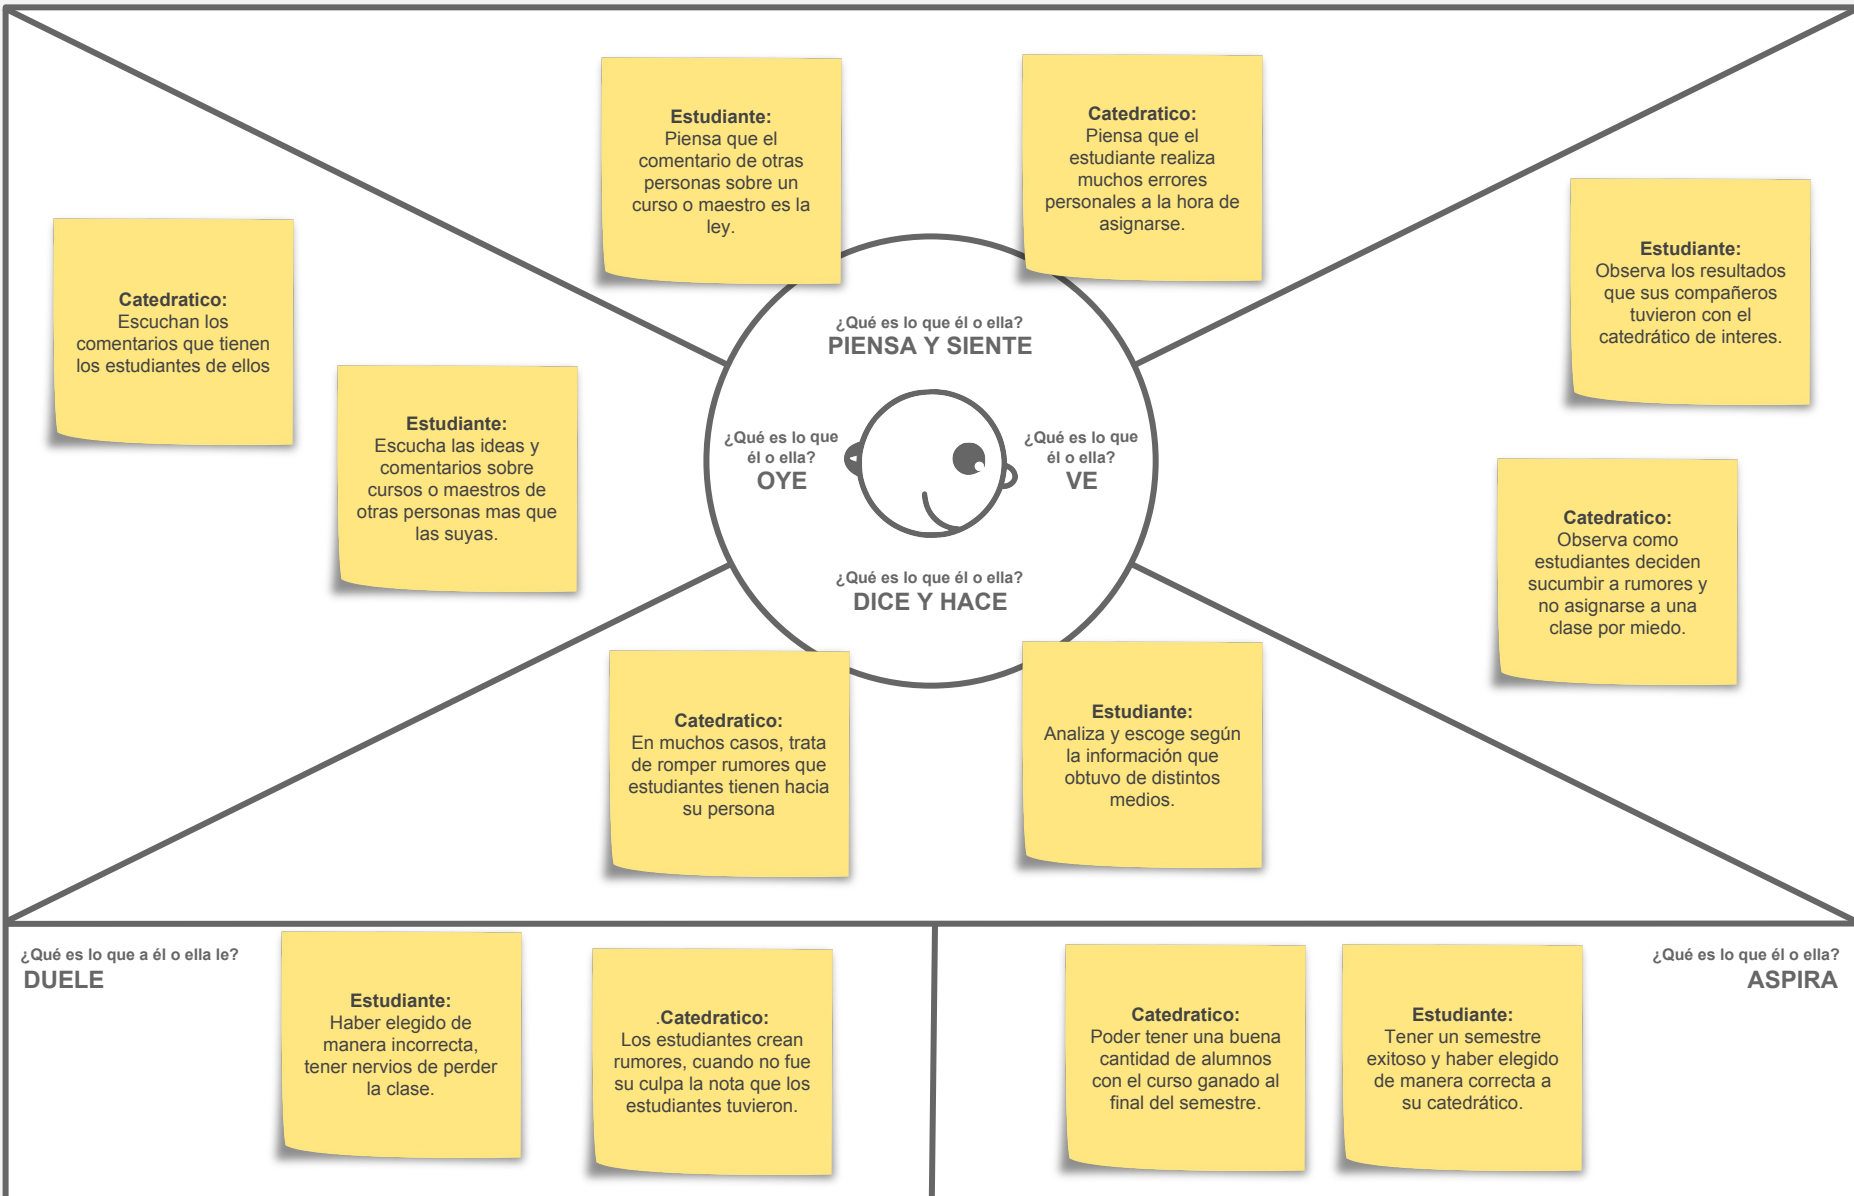 Estudiante:
Piensa que el
comentario de otras
personas sobre un
curso o maestro es la
ley.
Catedratico:
Piensa que el
estudiante realiza
muchos errores
personales a la hora de
asignarse.
Catedratico:
Escuchan los
comentarios que tienen
los estudiantes de ellos
Estudiante:
Escucha las ideas y
comentarios sobre
cursos o maestros de
otras personas mas que
las suyas.
Estudiante:
Observa los resultados
que sus compañeros
tuvieron con el
catedrático de interes.
Catedratico:
Observa como
estudiantes deciden
sucumbir a rumores y
no asignarse a una
clase por miedo.
¿Qué es lo que él o ella?
PIENSA Y SIENTE
¿Qué es lo que
él o ella?
OYE
¿Qué es lo que
él o ella?
VE
¿Qué es lo que él o ella?
DICE Y HACE
Catedratico:
En muchos casos, trata
de romper rumores que
estudiantes tienen hacia
su persona
Estudiante:
Analiza y escoge según
la información que
obtuvo de distintos
medios.
¿Qué es lo que a él o ella le?
DUELE
Estudiante:
Haber elegido de
manera incorrecta,
tener nervios de perder
la clase.
.Catedratico:
Los estudiantes crean
rumores, cuando no fue
su culpa la nota que los
estudiantes tuvieron.
Catedratico:
Poder tener una buena
cantidad de alumnos
con el curso ganado al
final del semestre.
Estudiante:
Tener un semestre
exitoso y haber elegido
de manera correcta a
su catedrático.
¿Qué es lo que él o ella?
ASPIRA